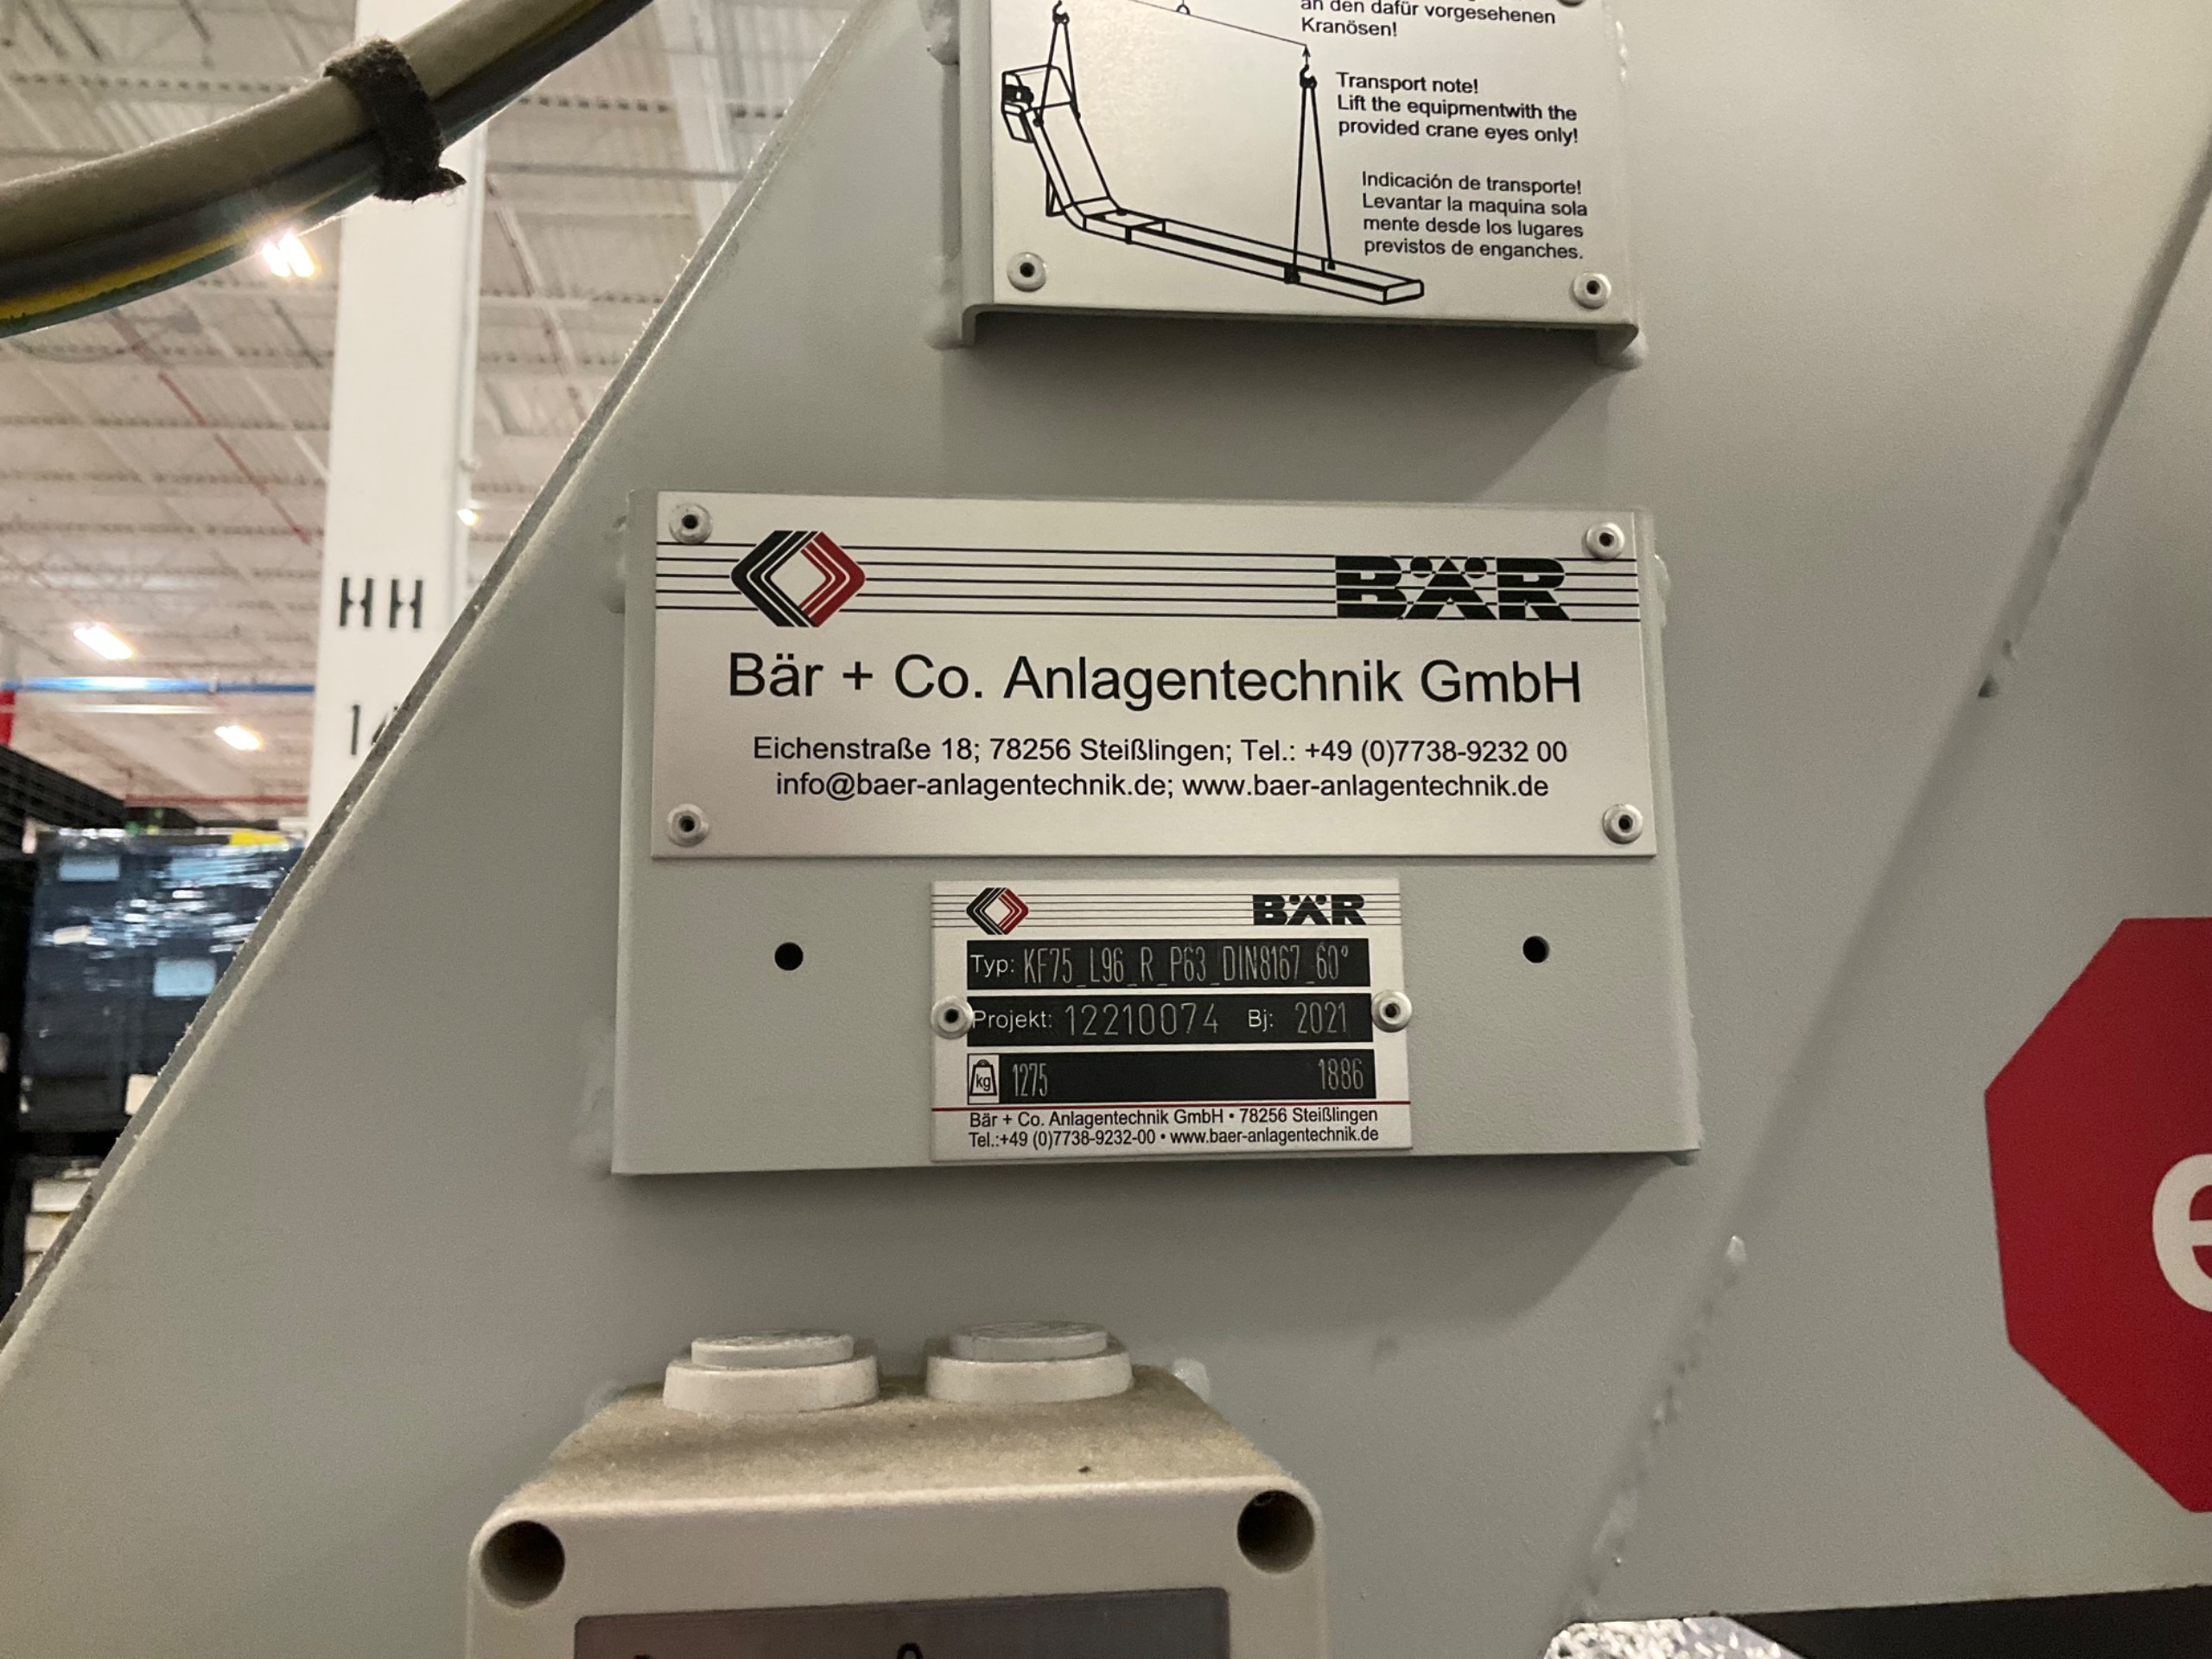 an den dafür vorgesehenen
Kranösen!
Transport note!
Lift the equipmentwith the
provided crane eyes only!
Indicación de transporte!
Levantar la maquina sola
mente desde los lugares
previstos de enganches.
HH
BÄR
Bär + Co. Anlagentechnik GmbH
Eichenstraße 18; 78256 Steißlingen; Tel.: +49 (0)7738-9232 00
info@baer-anlagentechnik.de; www.baer-anlagentechnik.de
BÄR
Typ: KF75_L96_R_P63_DIN8167_60°
Projekt: 12210074 Bj: 2021
kg 1275 1886
Bär + Co. Anlagentechnik GmbH • 78256 Steißlingen
Tel.:+49 (0)7738-9232-00 • www.baer-anlagentechnik.de
e